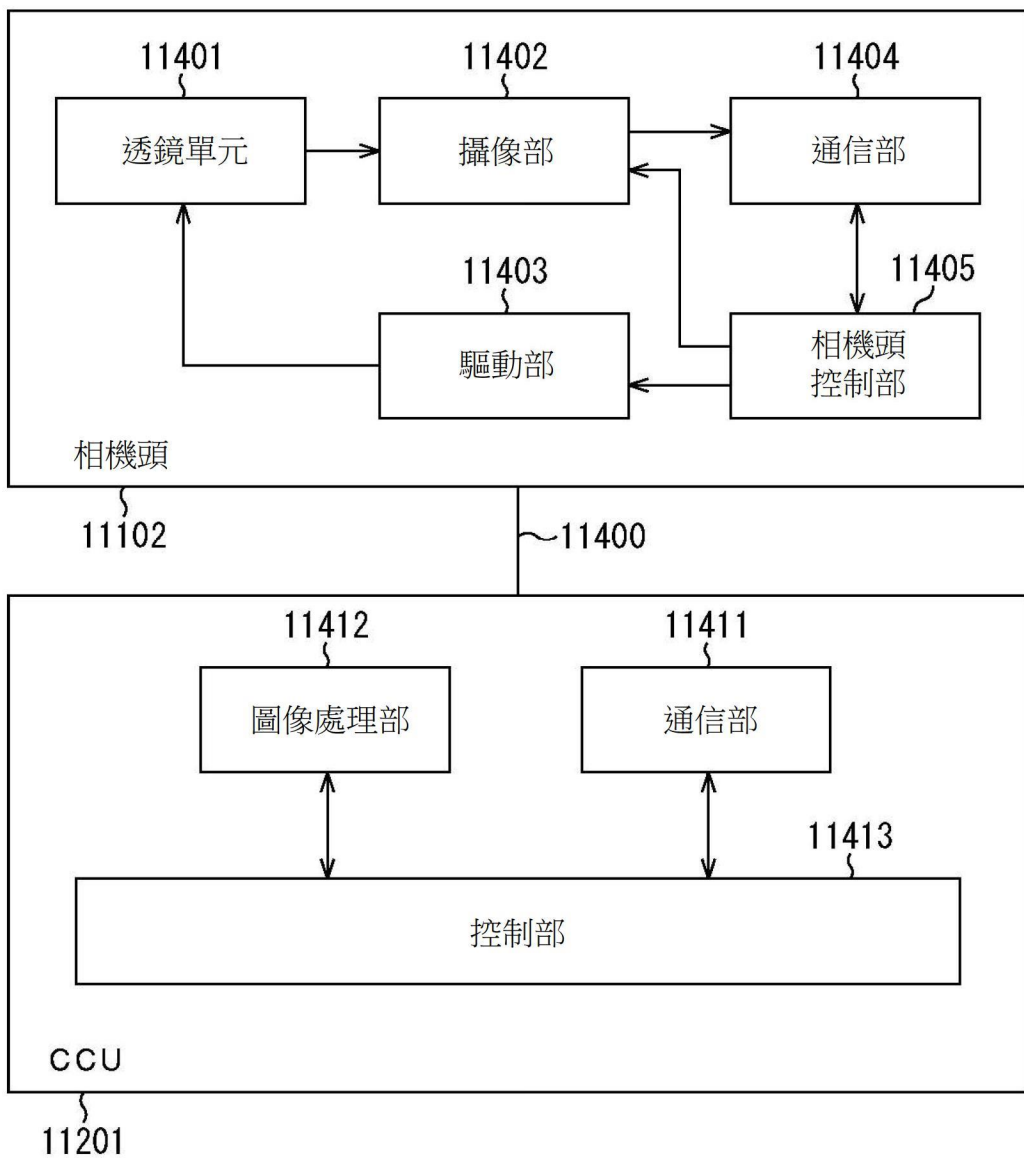 11401
11402
11404
透鏡單元
攝像部
通信部
11403
11405
驅動部
相機頭
控制部
相機頭
11102
11400
11412
11411
圖像處理部
通信部
11413
控制部
CCU
11201